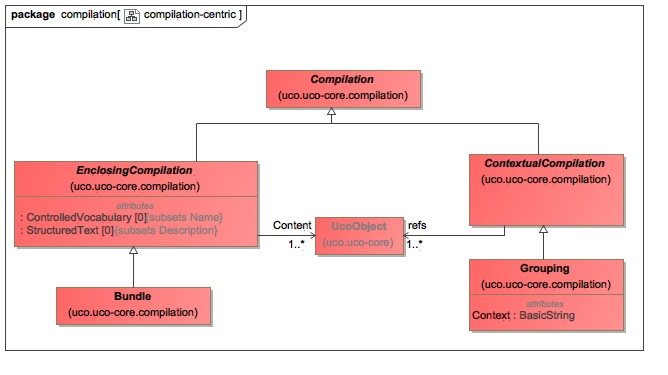 package compilation[ compilation-centric ]
Compilation
(uco.uco-core.compilation)
EnclosingCompilation
(uco.uco-core.compilation)
attributes
: ControlledVocabulary [0]{subsets Name}
: StructuredText [0]{subsets Description}
ContextualCompilation
(uco.uco-core.compilation)
Content
1..*
UcoObject
(uco.uco-core)
refs
1..*
Bundle
(uco.uco-core.compilation)
Grouping
(uco.uco-core.compilation)
attributes
Context : BasicString